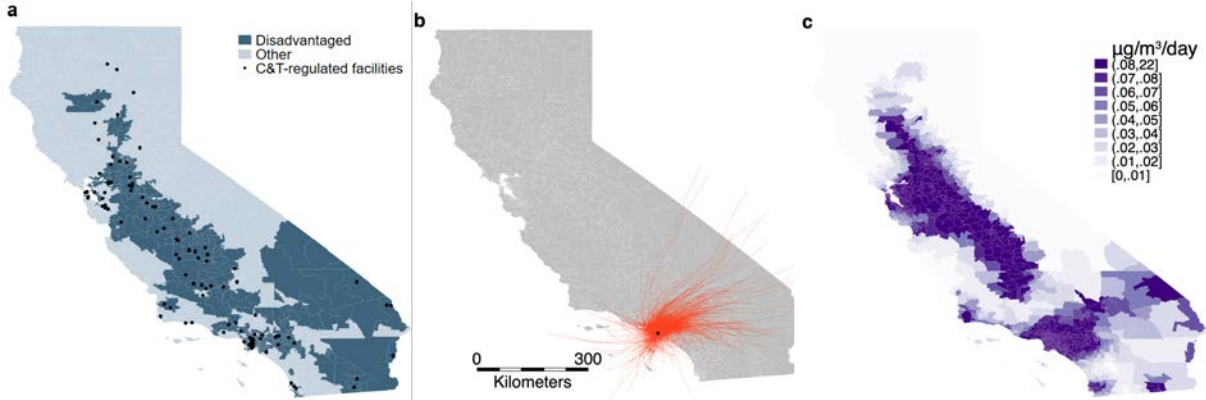 a
Disadvantaged
Other
C&T-regulated facilities
b
0 300
Kilometers
c
µg/m³/day
(.08,22]
(.07,.08]
(.06,.07]
(.05,.06]
(.04,.05]
(.03,.04]
(.02,.03]
(.01,.02]
[0,.01]